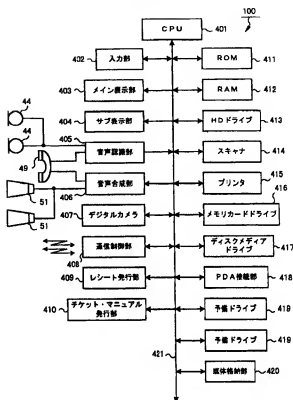 100
CPU
401
402
入力部
ROM
411
403
メイン表示部
RAM
412
44
404
サブ表示部
HDドライブ
413
44
405
音声認識部
スキャナ
414
49
音声合成部
406
プリンタ
415
51
407
デジタルカメラ
メモリカードドライブ
416
51
通信制御部
408
ディスクメディア
ドライブ
417
409
レシート発行部
PDA接続部
418
410
チケット・マニュアル
発行部
予備ドライブ
419
予備ドライブ
419
421
媒体格納部
420